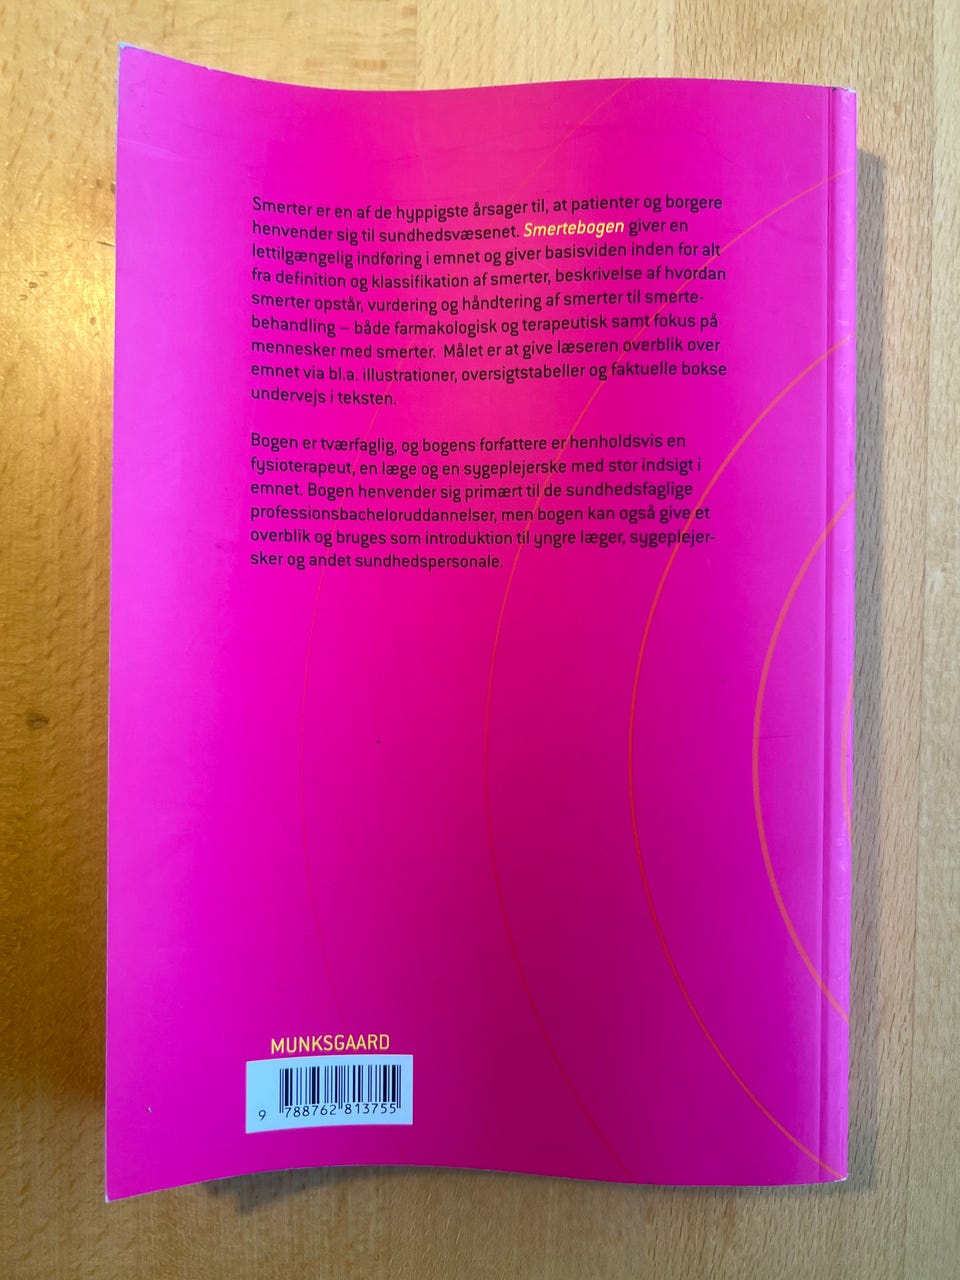 Smerter er en af de hyppigste årsager til, at patienter og borgere
henvender sig til sundhedsvæsenet. Smertebogen giver en
lettilgængelig indføring i emnet og giver basisviden inden for alt
fra definition og klassifikation af smerter, beskrivelse af hvordan
smerter opstår, vurdering og håndtering af smerter til smerte-
behandling – både farmakologisk og terapeutisk samt fokus på
mennesker med smerter. Målet er at give læseren overblik over
emnet via bl.a. illustrationer, oversigtstabeller og faktuelle bokse
undervejs i teksten.
Bogen er tværfaglig, og bogens forfattere er henholdsvis en
fysioterapeut, en læge og en sygeplejerske med stor indsigt i
emnet. Bogen henvender sig primært til de sundhedsfaglige
professionsbacheloruddannelser, men bogen kan også give et
overblik og bruges som introduktion til yngre læger, sygeplejer-
sker og andet sundhedspersonale.
MUNKSGAARD
9 788762 813755